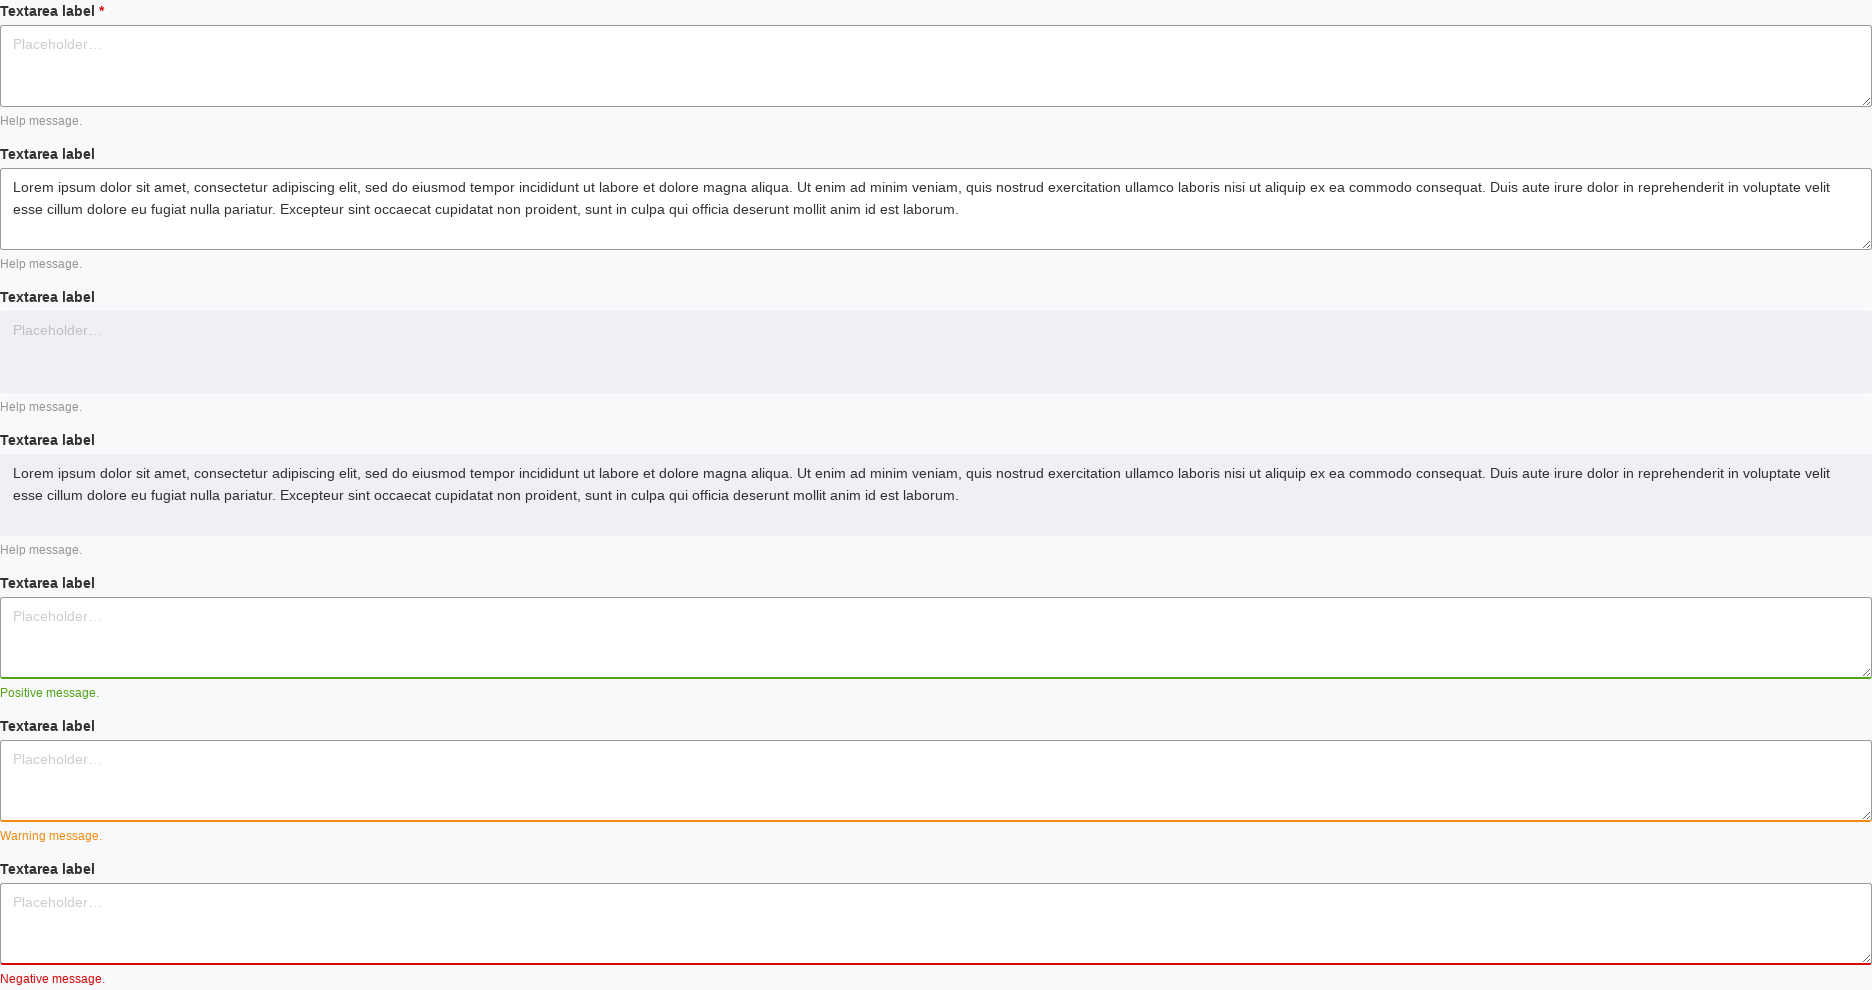 Textarea label *
Placeholder…
Help message.
Textarea label
Lorem ipsum dolor sit amet, consectetur adipiscing elit, sed do eiusmod tempor incididunt ut labore et dolore magna aliqua. Ut enim ad minim veniam, quis nostrud exercitation ullamco laboris nisi ut aliquip ex ea commodo consequat. Duis aute irure dolor in reprehenderit in voluptate velit
esse cillum dolore eu fugiat nulla pariatur. Excepteur sint occaecat cupidatat non proident, sunt in culpa qui officia deserunt mollit anim id est laborum.
Help message.
Textarea label
Placeholder…
Help message.
Textarea label
Lorem ipsum dolor sit amet, consectetur adipiscing elit, sed do eiusmod tempor incididunt ut labore et dolore magna aliqua. Ut enim ad minim veniam, quis nostrud exercitation ullamco laboris nisi ut aliquip ex ea commodo consequat. Duis aute irure dolor in reprehenderit in voluptate velit
esse cillum dolore eu fugiat nulla pariatur. Excepteur sint occaecat cupidatat non proident, sunt in culpa qui officia deserunt mollit anim id est laborum.
Help message.
Textarea label
Placeholder…
Positive message.
Textarea label
Placeholder…
Warning message.
Textarea label
Placeholder…
Negative message.